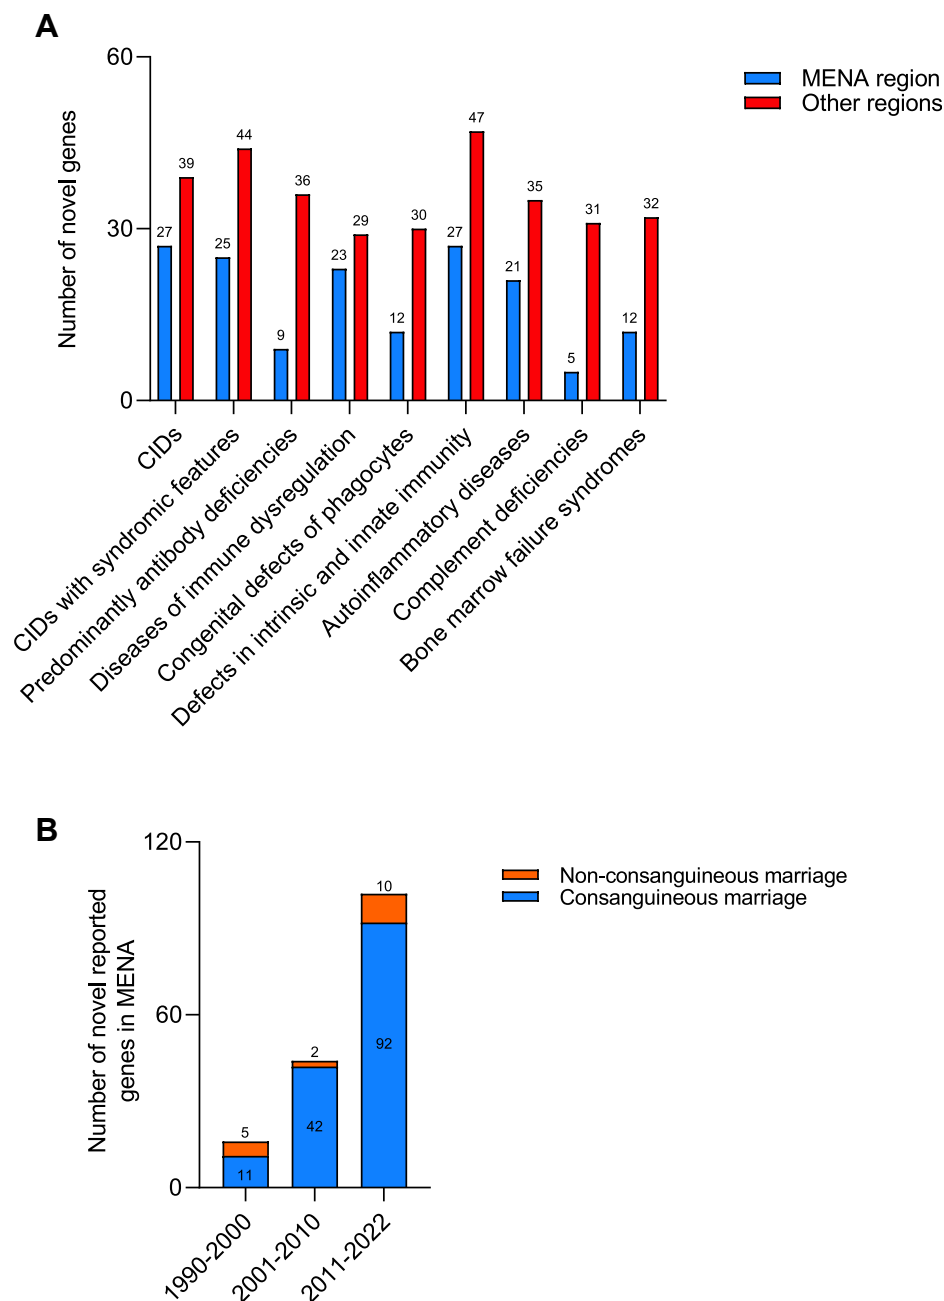 A
60
30
0
Number of novel genes
MENA region
Other regions
27
39
25
44
9
36
23
29
12
30
27
47
21
35
5
31
12
32
CIDs
CIDs with syndromic features
Predominantly antibody deficiencies
Diseases of immune dysregulation
Congenital defects of phagocytes
Defects in intrinsic and innate immunity
Autoinflammatory diseases
Complement deficiencies
Bone marrow failure syndromes
B
120
60
0
Number of novel reported
genes in MENA
Non-consanguineous marriage
Consanguineous marriage
5
11
2
42
10
92
1990-2000
2001-2010
2011-2022